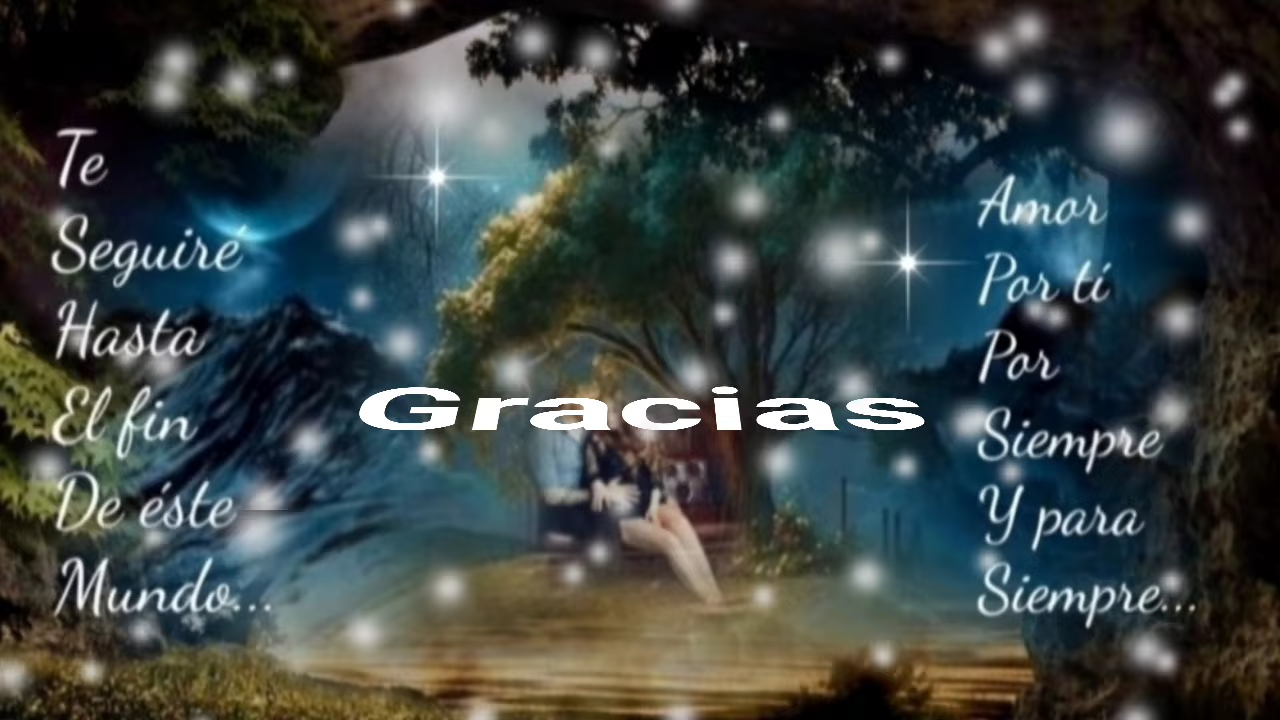 Te
Seguiré
Hasta
El fin
De éste
Mundo...
Gracias
Amor
Por tí
Por
Siempre
Y para
Siempre...